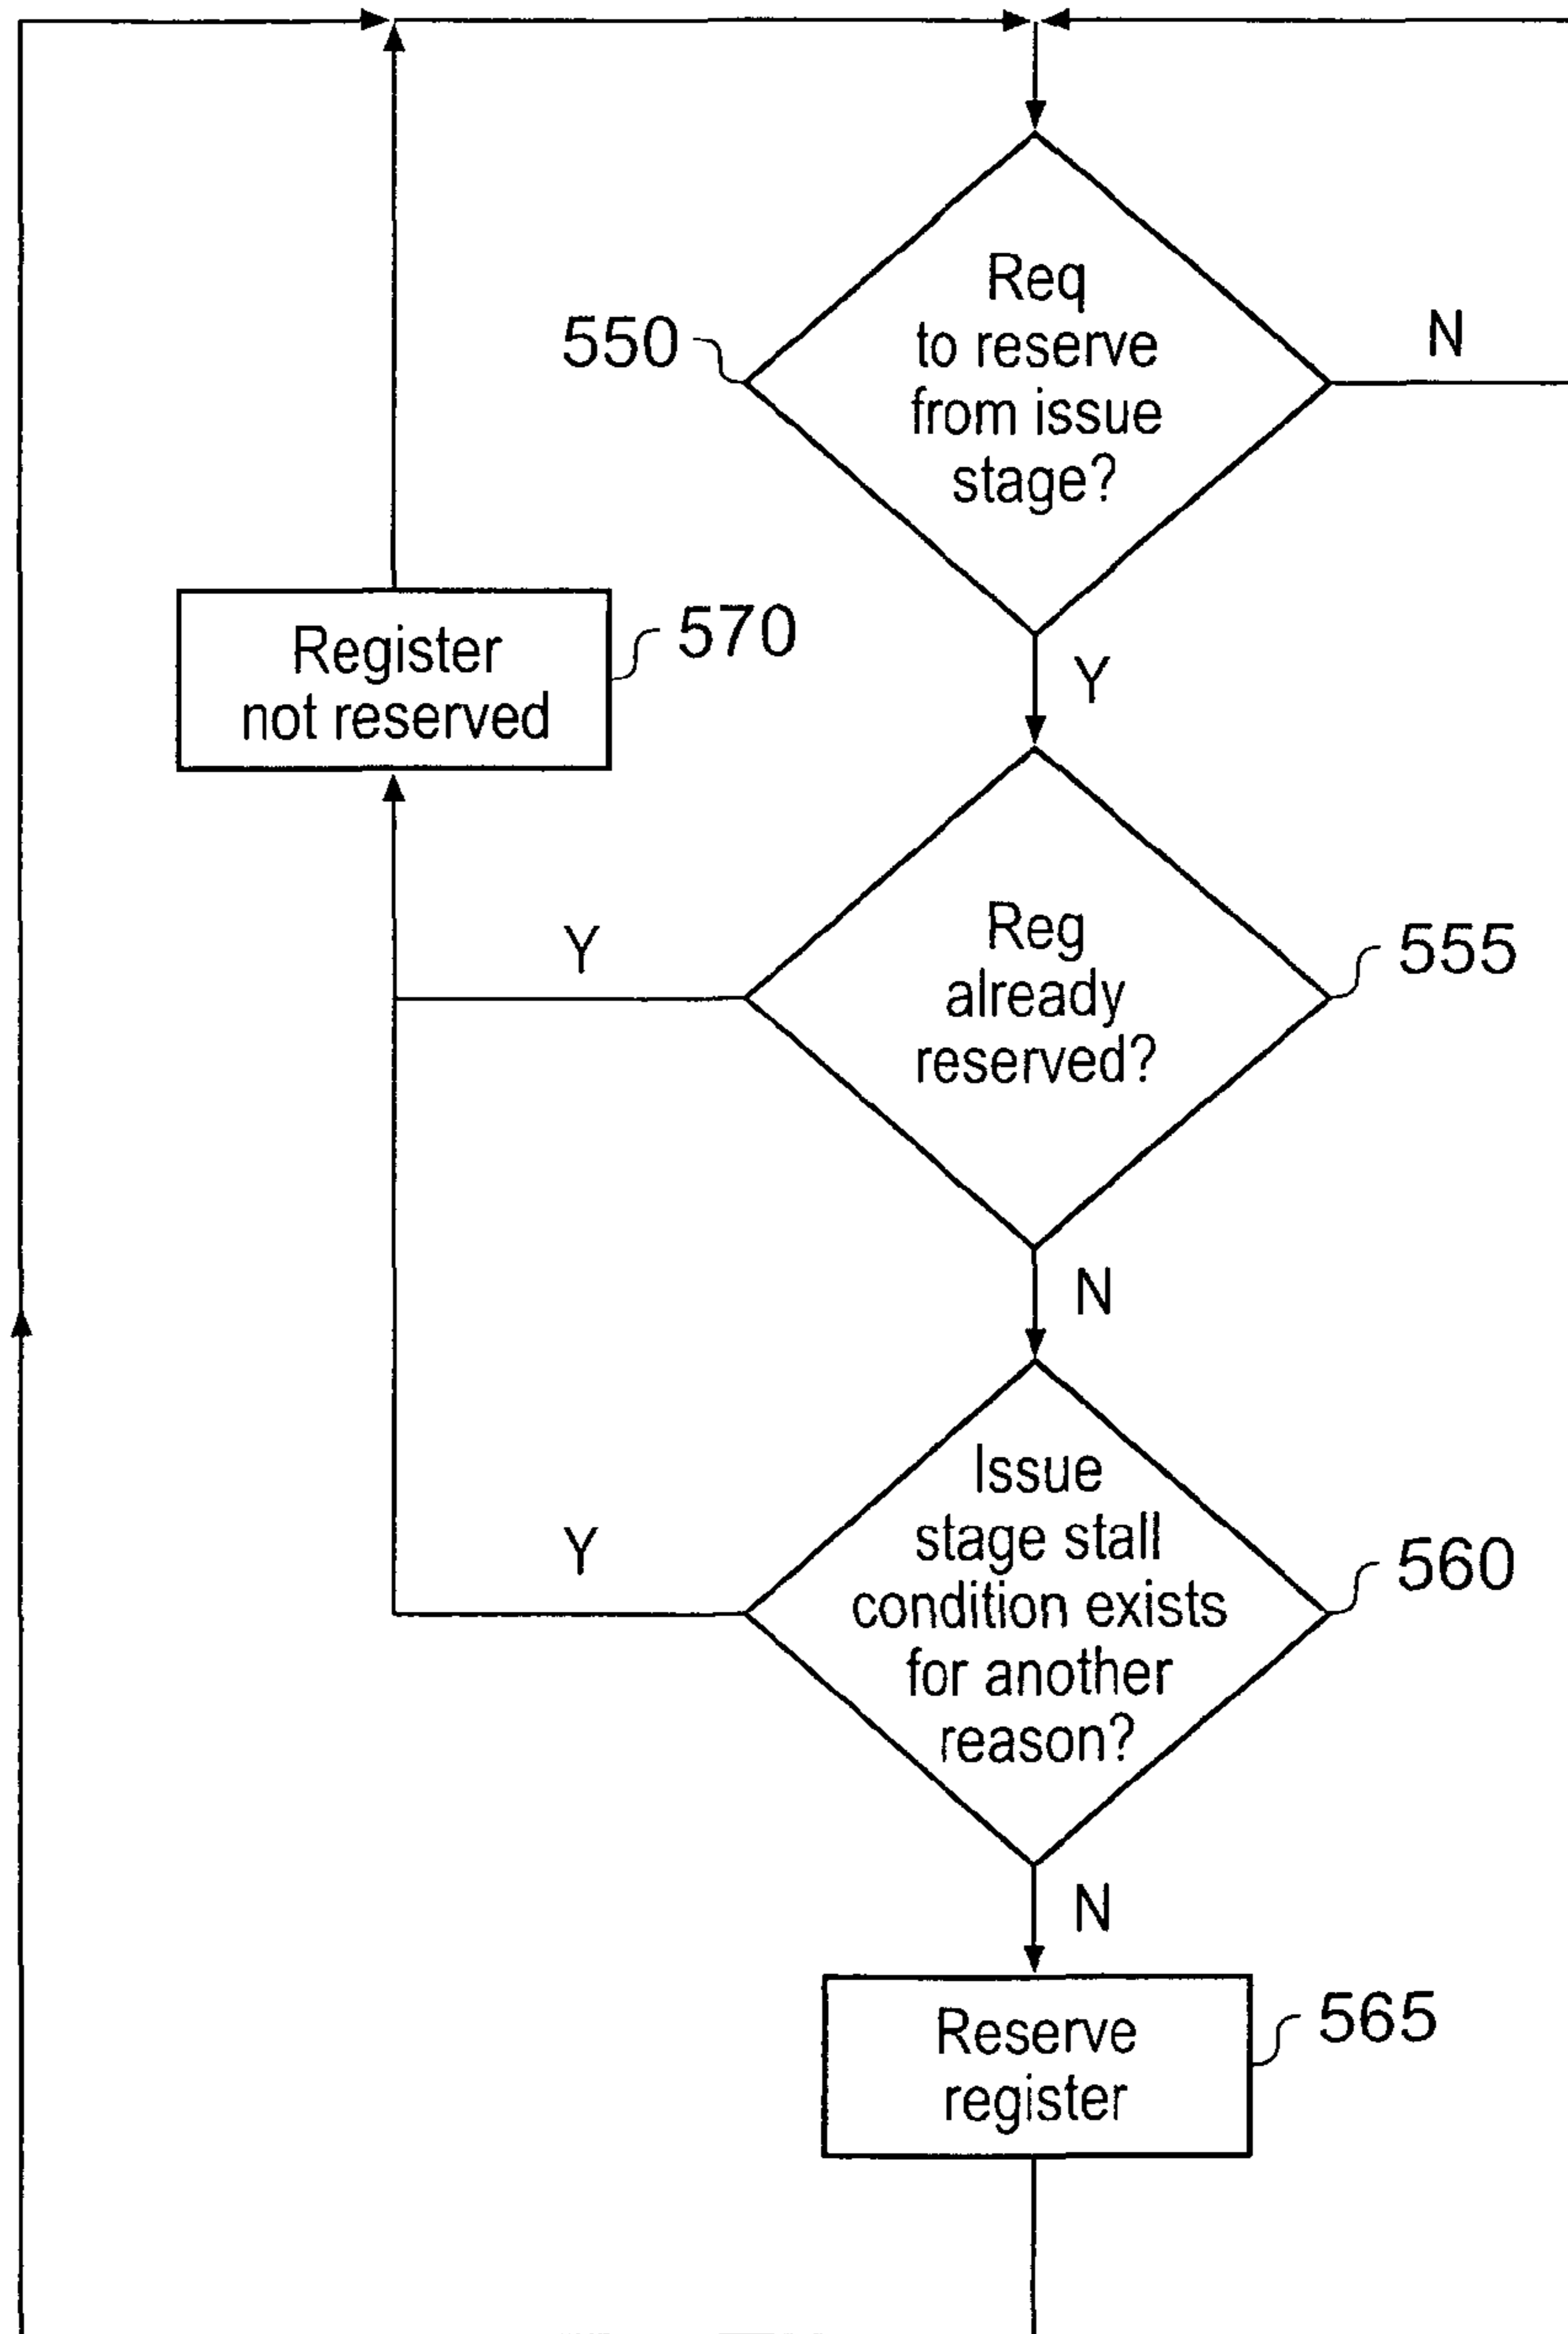 Req
to reserve
from issue
stage?
550
N
Y
Register
not reserved
570
Reg
already
reserved?
555
Y
N
Issue
stage stall
condition exists
for another
reason?
560
Y
N
Reserve
register
565